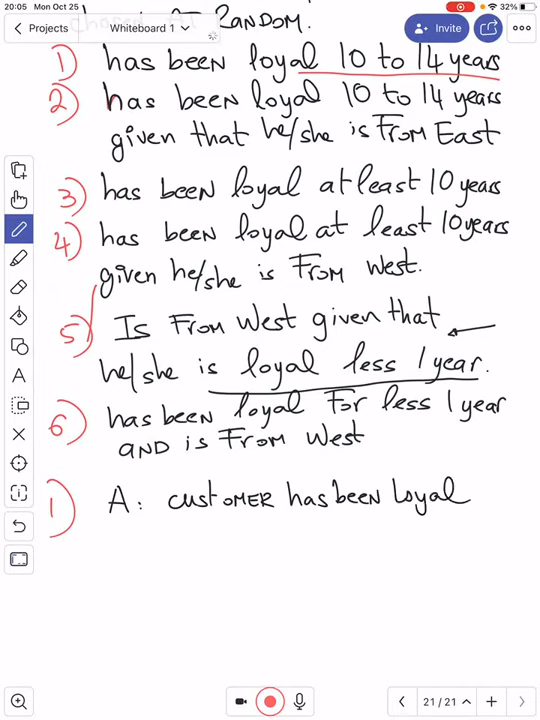 20:05 Mon Oct 25
32%
chosen AT RANDOM.
Projects
Whiteboard 1
Invite
1) has been loyal 10 to 14 years
2) has been loyal 10 to 14 years
given that he/she is From East
3) has been loyal at least 10 years
4) has been loyal at least 10 years
given he/she is From West.
5) Is From West given that
he/she is loyal less 1 year.
6) has been loyal For less 1 year
AND is From West
1) A: customer has been loyal
21/21